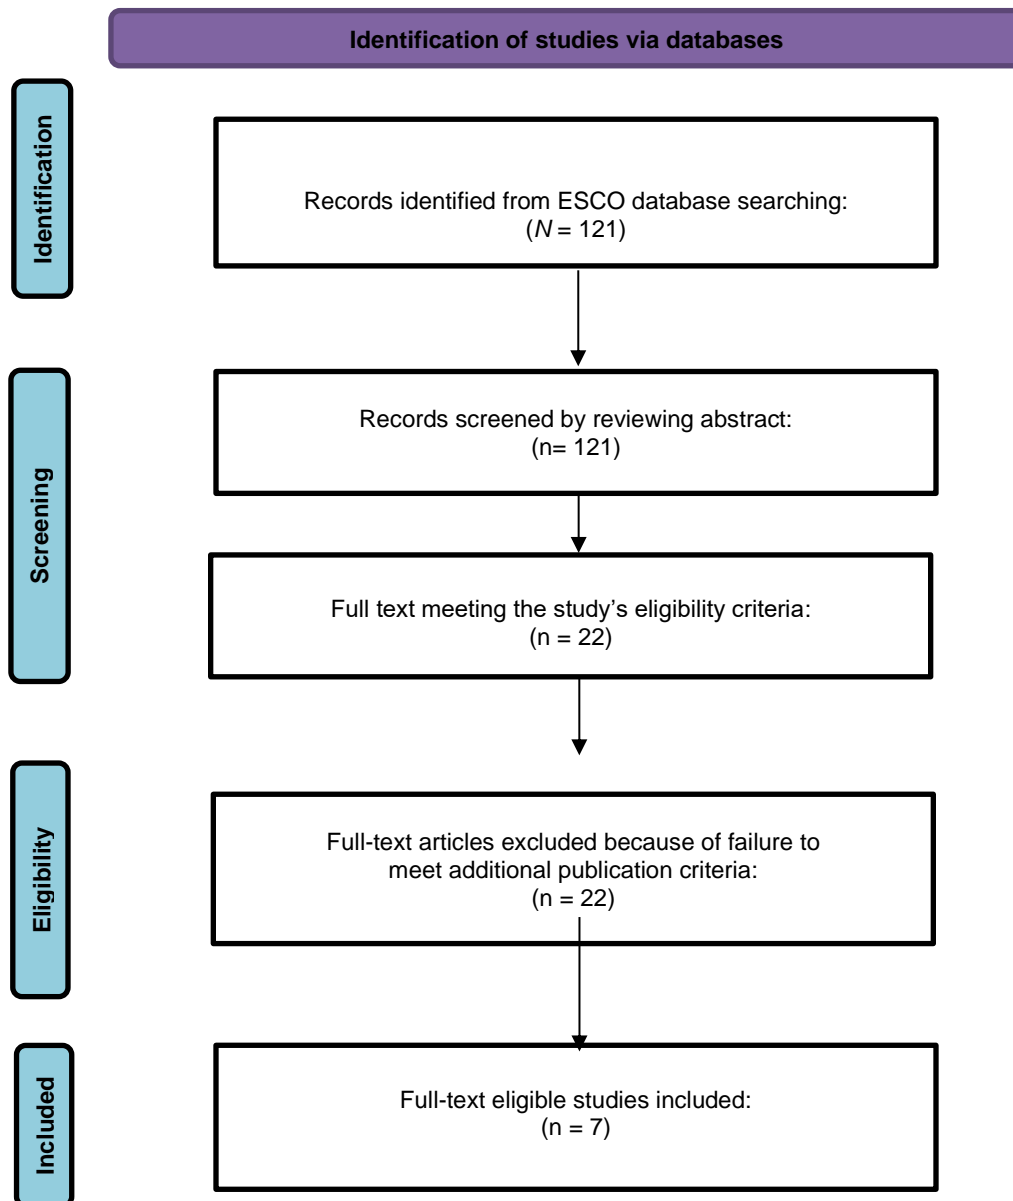 Identification of studies via databases
Identification
Records identified from ESCO database searching:
(N = 121)
Screening
Records screened by reviewing abstract:
(n= 121)
Full text meeting the study’s eligibility criteria:
(n = 22)
Eligibility
Full-text articles excluded because of failure to
meet additional publication criteria:
(n = 22)
Included
Full-text eligible studies included:
(n = 7)